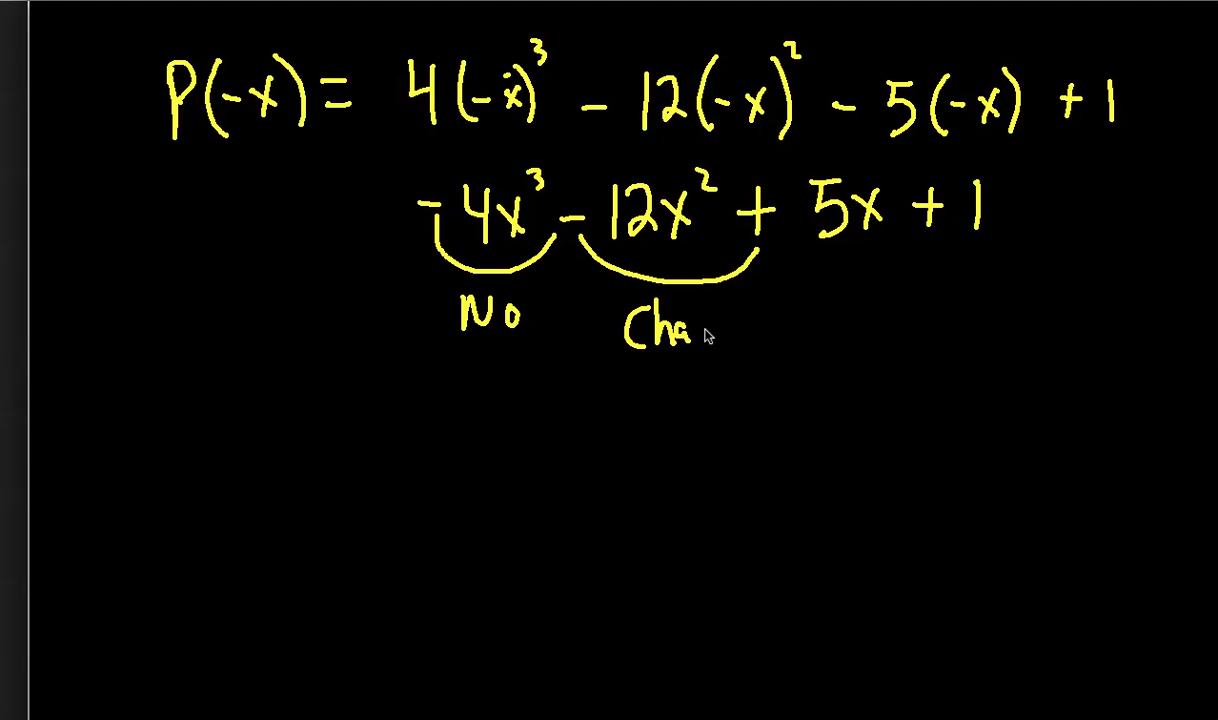 P(-x) = 4(-x)³ - 12(-x)² - 5(-x) + 1
-4x³ - 12x² + 5x + 1
No Cha